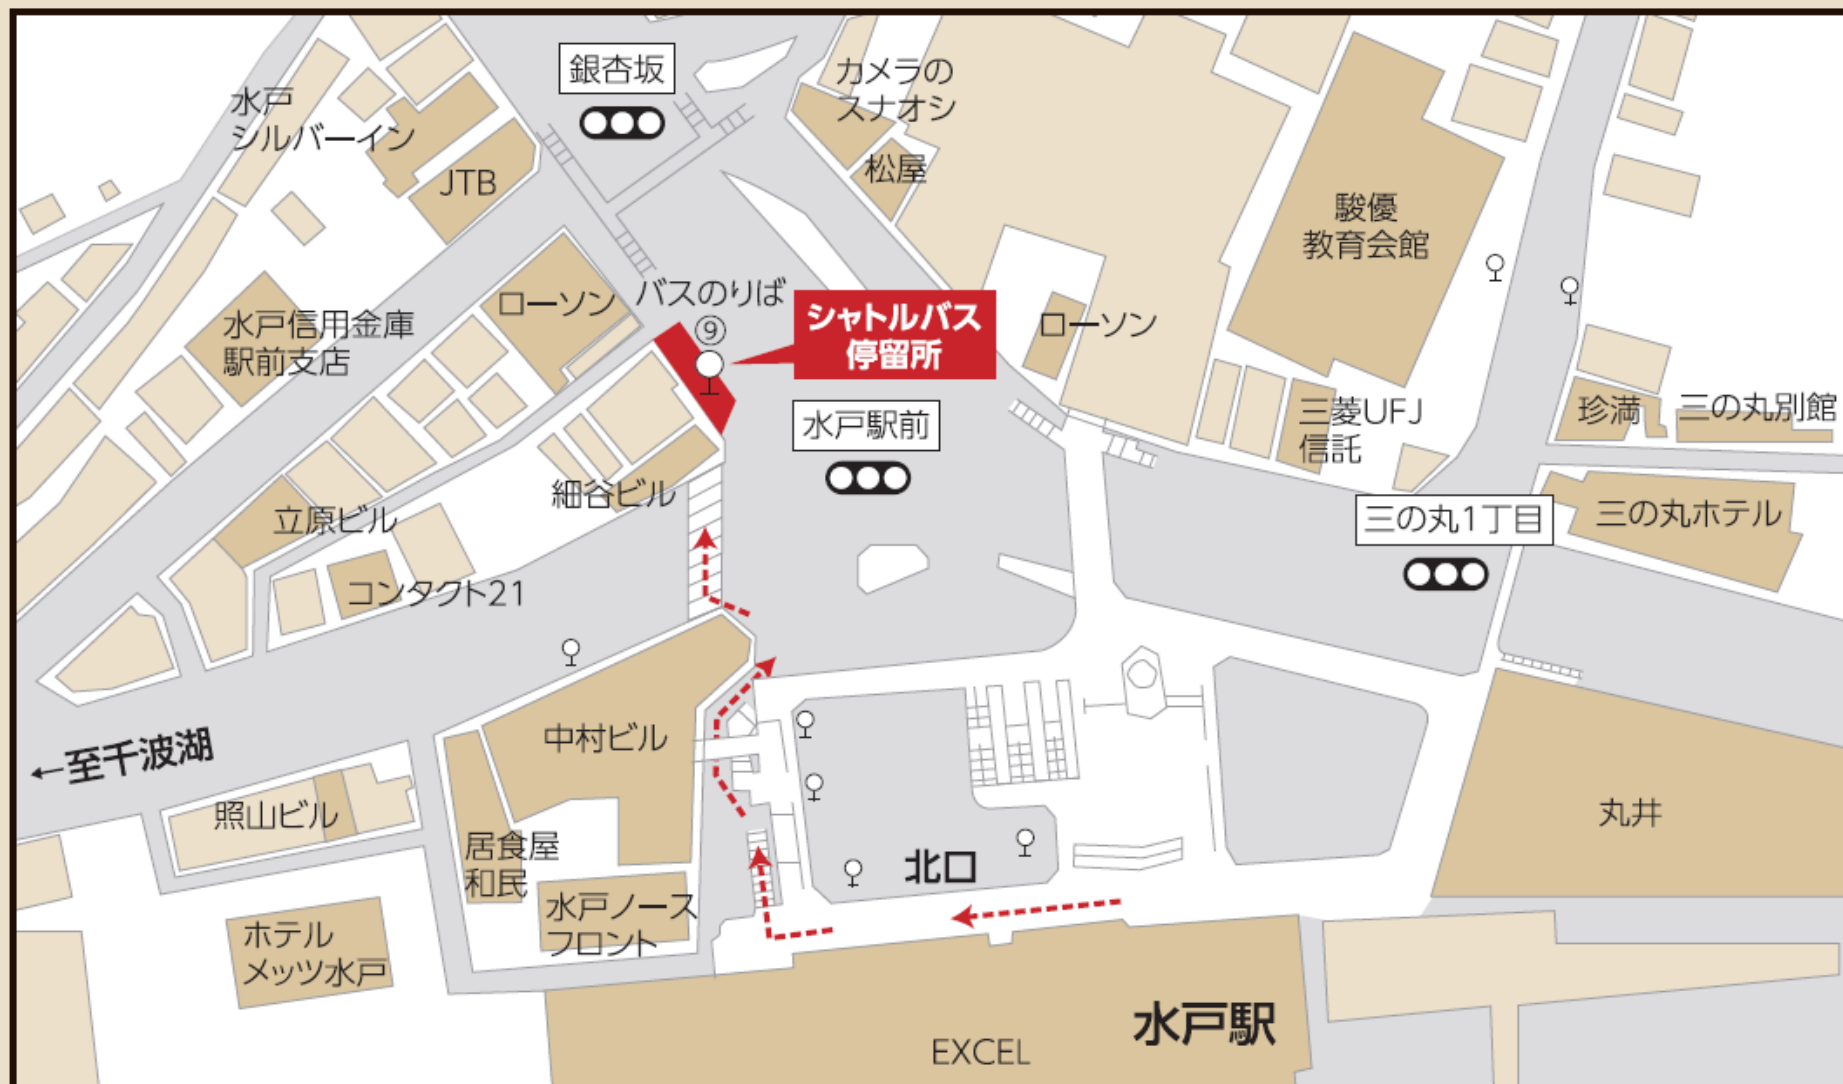 銀杏坂
カメラの
スナオシ
水戸
シルバーイン
JTB
松屋
駿優
教育会館
バスのりば
⑨
シャトルバス
停留所
ローソン
ローソン
水戸信用金庫
駅前支店
水戸駅前
三菱UFJ
信託
珍満
三の丸別館
細谷ビル
立原ビル
三の丸1丁目
三の丸ホテル
コンタクト21
中村ビル
←至千波湖
照山ビル
居食屋
和民
北口
丸井
水戸ノース
フロント
ホテル
メッツ水戸
水戸駅
EXCEL